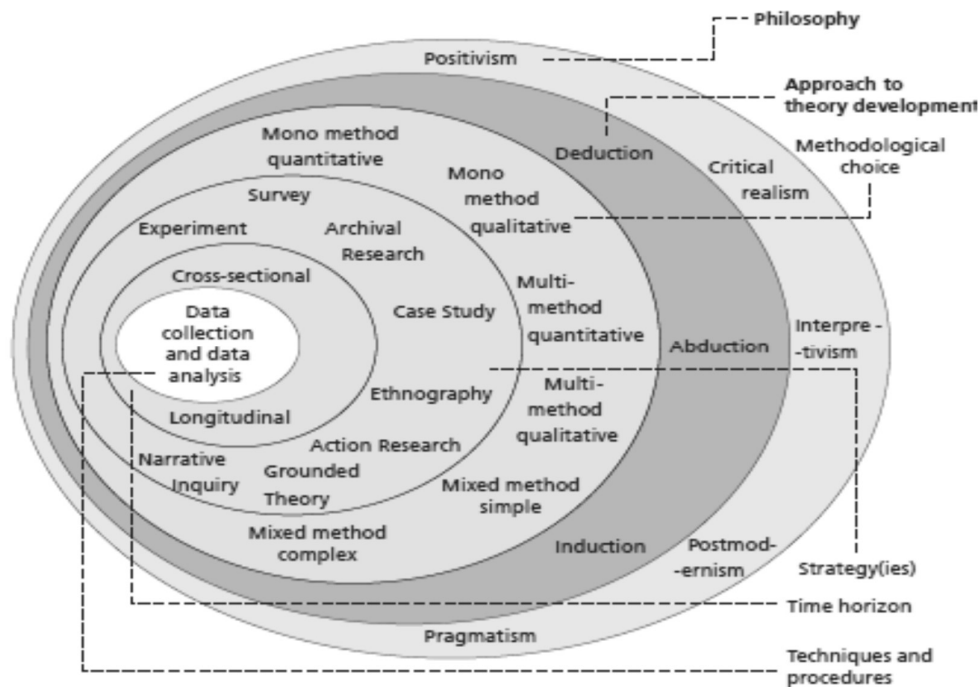 Philosophy
Positivism
Approach to
theory development
Mono method
quantitative
Deduction
Methodological
choice
Critical
realism
Mono
method
qualitative
Survey
Experiment
Archival
Research
Cross-sectional
Multi-
method
quantitative
Data
collection
and data
analysis
Case Study
Abduction
Interpre -
-tivism
Ethnography
Multi-
method
qualitative
Longitudinal
Action Research
Narrative
Inquiry
Grounded
Theory
Mixed method
simple
Mixed method
complex
Induction
Postmod-
-ernism
Strategy(ies)
Time horizon
Pragmatism
Techniques and
procedures